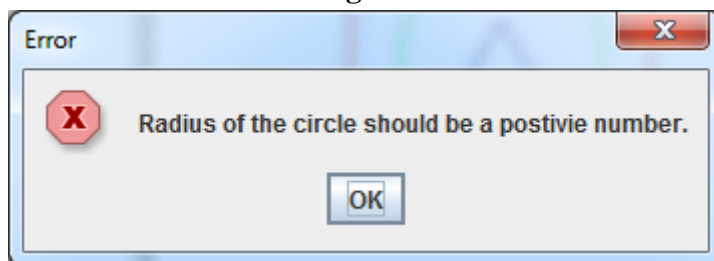 Error
x
Radius of the circle should be a postivie number.
OK